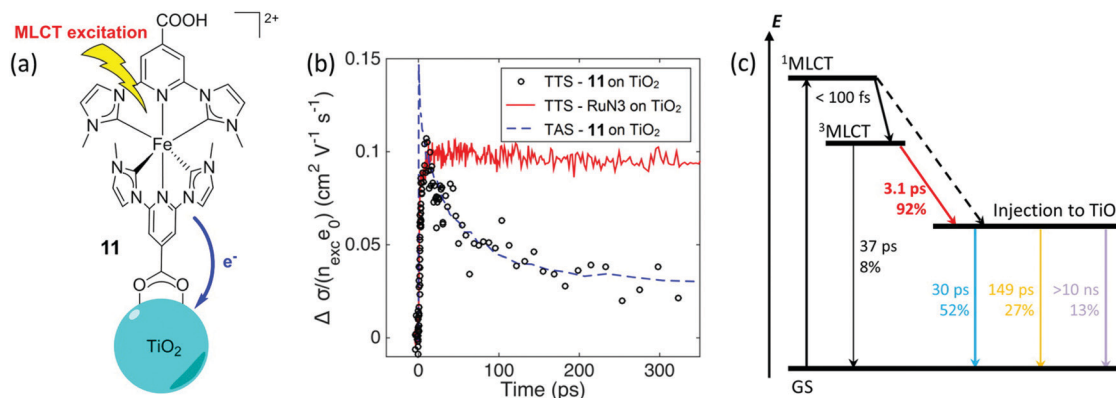 (a)
MLCT excitation
COOH
2+
N
N
N
N
N
Fe
N
N
N
N
N
11
e-
O
O
TiO2
(b)
Δ σ/(n_exc e_0) (cm² V⁻¹ s⁻¹)
0.15
0.1
0.05
0
TTS - 11 on TiO2
TTS - RuN3 on TiO2
TAS - 11 on TiO2
0
100
200
300
Time (ps)
(c)
E
¹MLCT
< 100 fs
³MLCT
3.1 ps
92%
Injection to TiO
37 ps
8%
30 ps
52%
149 ps
27%
>10 ns
13%
GS